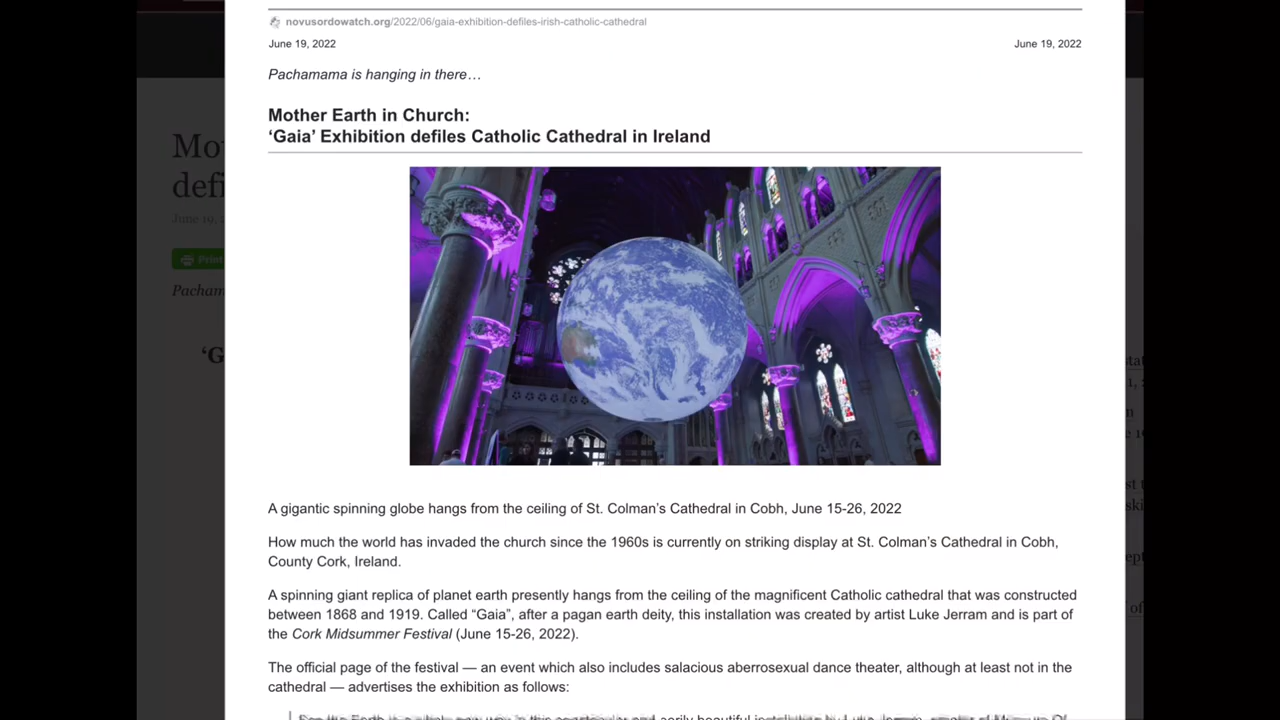 novusordowatch.org/2022/06/gaia-exhibition-defiles-irish-catholic-cathedral
June 19, 2022 June 19, 2022
Pachamama is hanging in there…
Mother Earth in Church:
‘Gaia’ Exhibition defiles Catholic Cathedral in Ireland
A gigantic spinning globe hangs from the ceiling of St. Colman’s Cathedral in Cobh, June 15-26, 2022
How much the world has invaded the church since the 1960s is currently on striking display at St. Colman’s Cathedral in Cobh,
County Cork, Ireland.
A spinning giant replica of planet earth presently hangs from the ceiling of the magnificent Catholic cathedral that was constructed
between 1868 and 1919. Called “Gaia”, after a pagan earth deity, this installation was created by artist Luke Jerram and is part of
the Cork Midsummer Festival (June 15-26, 2022).
The official page of the festival — an event which also includes salacious aberrosexual dance theater, although at least not in the
cathedral — advertises the exhibition as follows:
Mo
defi
June 19,
Print
Pacham
‘G